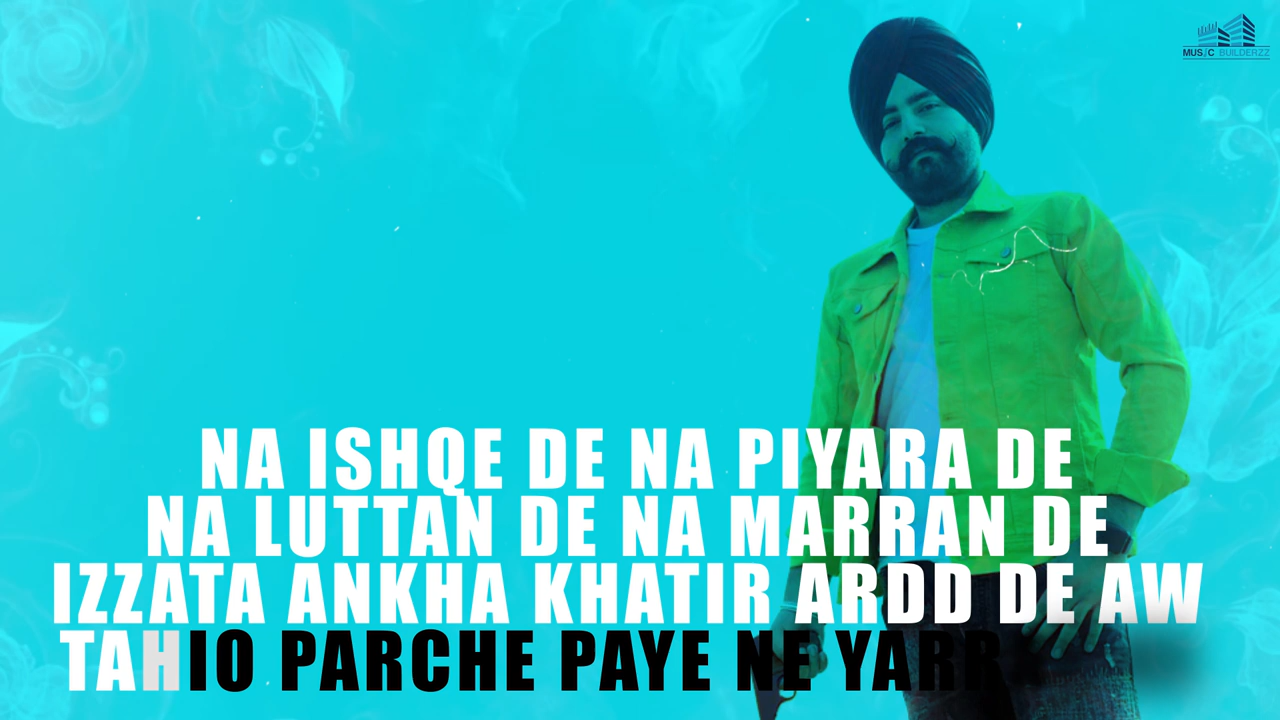 MUSIC BUILDERZZ
NA ISHQE DE NA PIYARA DE
NA LUTTAN DE NA MARRAN DE
IZZATA ANKHA KHATIR ARDD DE AW
TAHIO PARCHE PAYE NE YARR